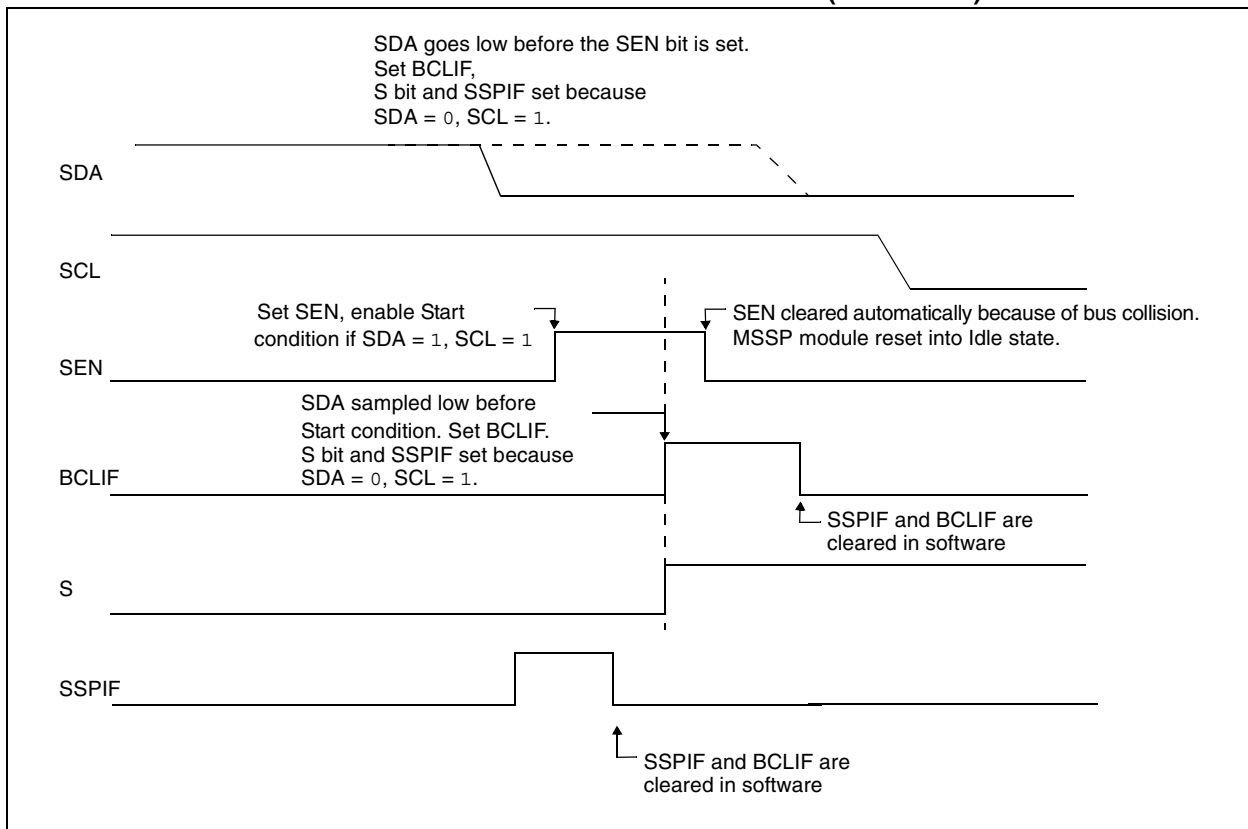 SDA goes low before the SEN bit is set.
Set BCLIF,
S bit and SSPIF set because
SDA = 0, SCL = 1.
SDA
SCL
Set SEN, enable Start
condition if SDA = 1, SCL = 1
SEN cleared automatically because of bus collision.
MSSP module reset into Idle state.
SEN
SDA sampled low before
Start condition. Set BCLIF.
S bit and SSPIF set because
SDA = 0, SCL = 1.
BCLIF
SSPIF and BCLIF are
cleared in software
S
SSPIF
SSPIF and BCLIF are
cleared in software